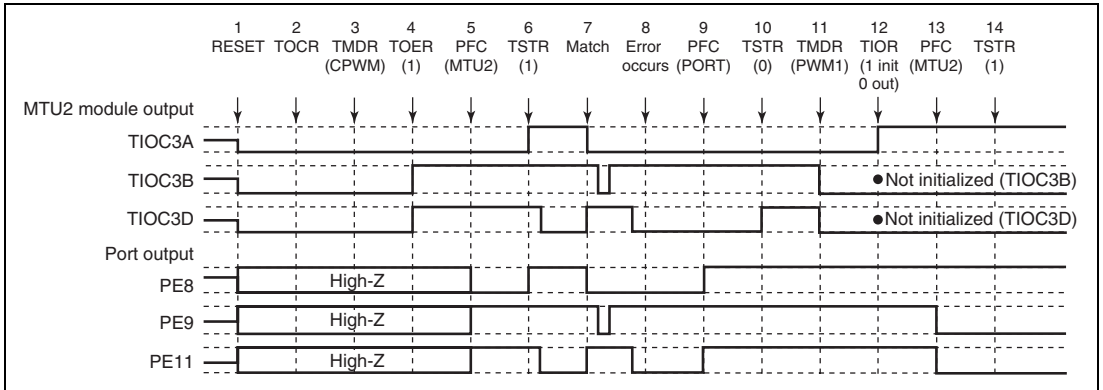 1 2 3 4 5 6 7 8 9 10 11 12 13 14
RESET TOCR TMDR TOER PFC TSTR Match Error PFC TSTR TMDR TIOR PFC TSTR
(CPWM) (1) (MTU2) (1) occurs (PORT) (0) (PWM1) (1 init (MTU2) (1)
0 out)
MTU2 module output
TIOC3A
TIOC3B ●Not initialized (TIOC3B)
TIOC3D ●Not initialized (TIOC3D)
Port output
PE8 High-Z
PE9 High-Z
PE11 High-Z